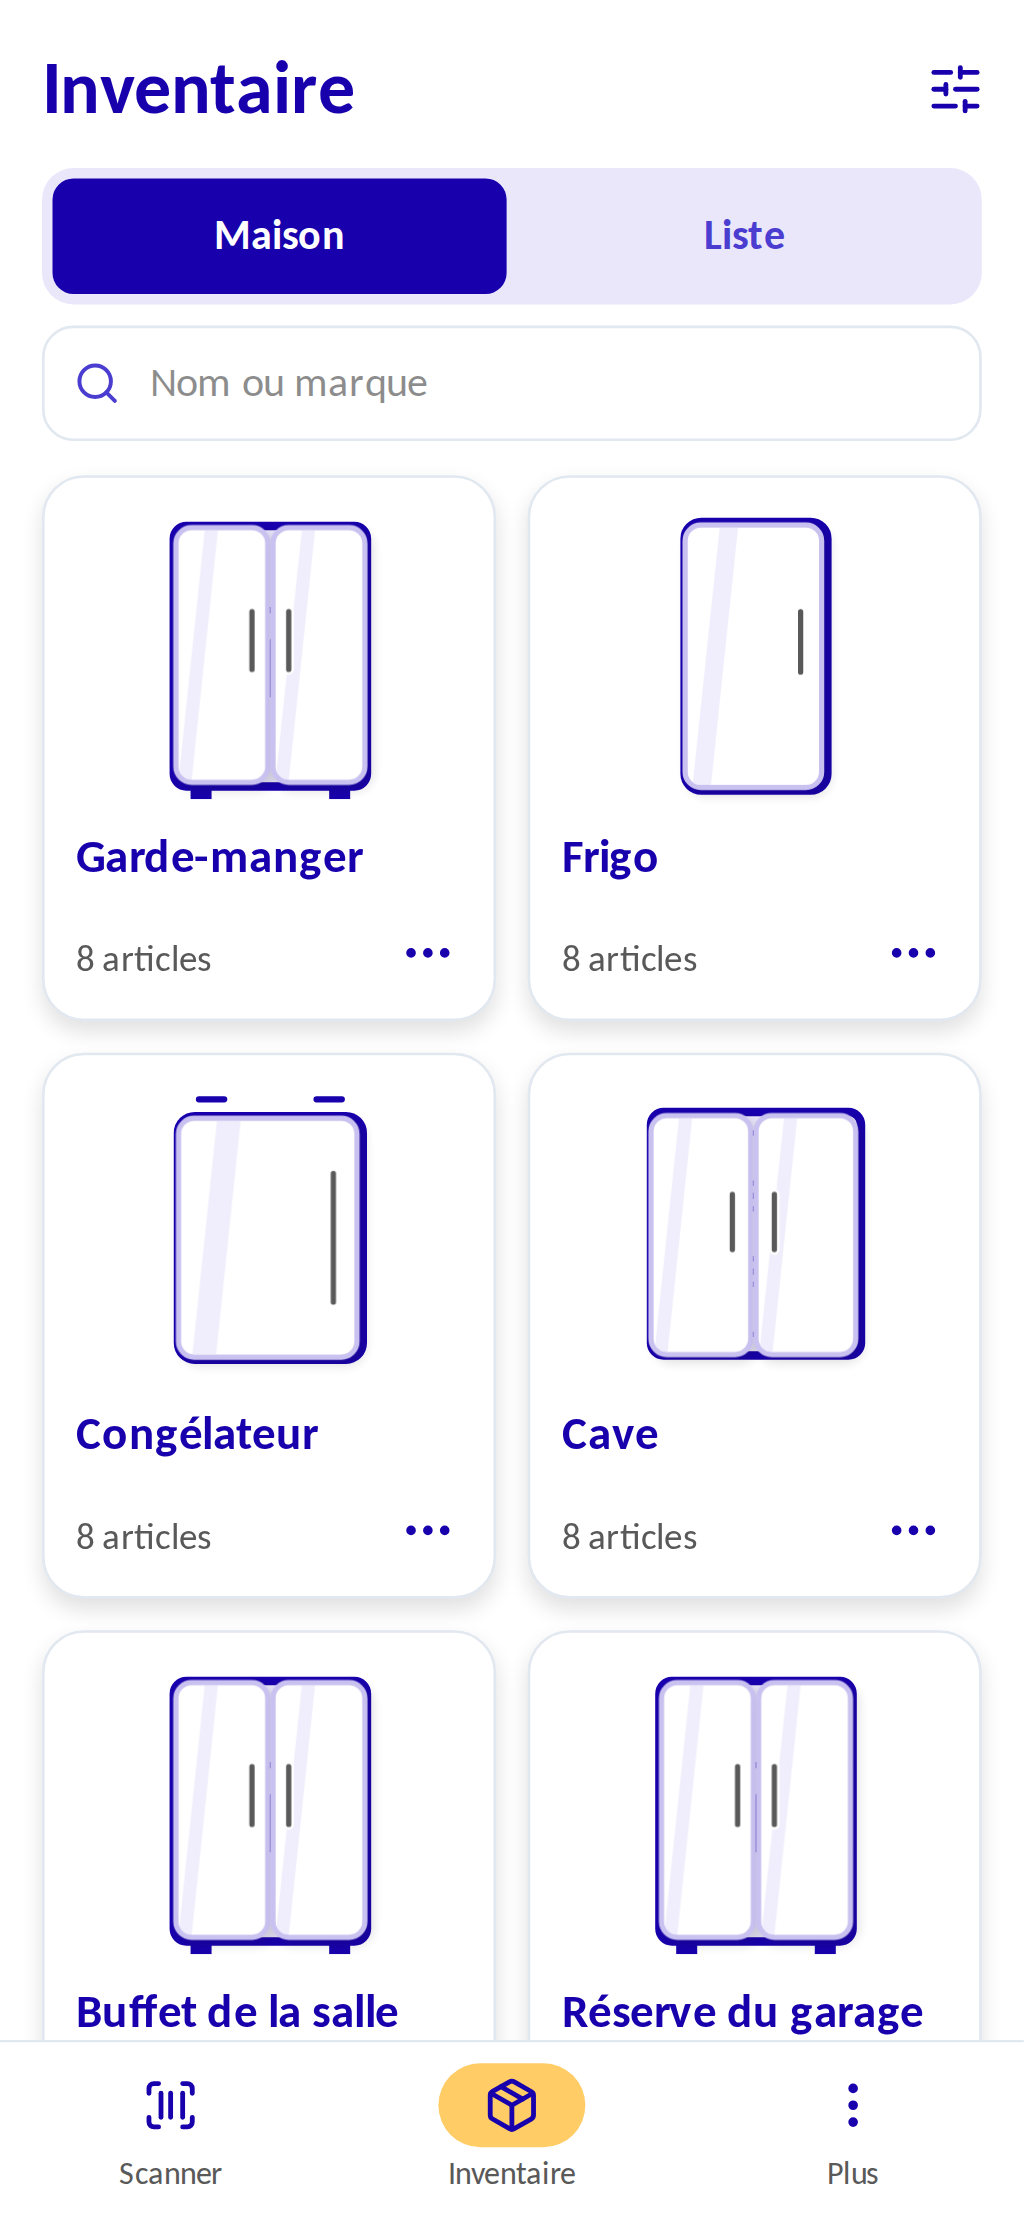 Inventaire
Maison
Liste
Nom ou marque
Garde-manger
Frigo
8 articles
8 articles
Congélateur
Cave
8 articles
8 articles
Buffet de la salle
Réserve du garage
Scanner
Inventaire
Plus